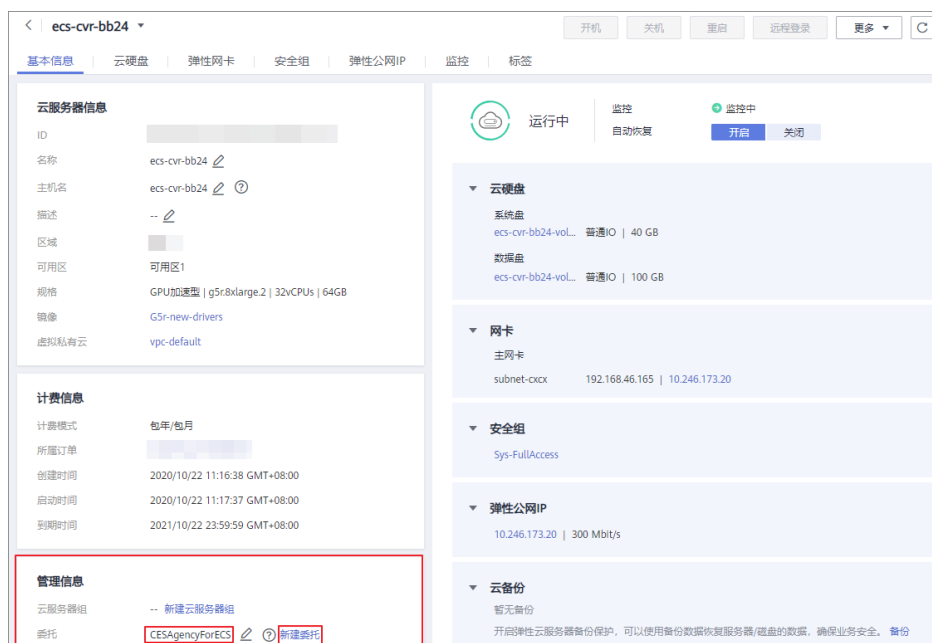 ecs-cvr-bb24
开机 关机 重启 远程登录 更多
基本信息 云硬盘 弹性网卡 安全组 弹性公网IP 监控 标签
云服务器信息
ID
名称 ecs-cvr-bb24
主机名 ecs-cvr-bb24
描述 --
区域
可用区 可用区1
规格 GPU加速型 | g5r.8xlarge.2 | 32vCPUs | 64GB
镜像 G5r-new-drivers
虚拟私有云 vpc-default
计费信息
计费模式 包年/包月
所属订单
创建时间 2020/10/22 11:16:38 GMT+08:00
启动时间 2020/10/22 11:17:37 GMT+08:00
到期时间 2021/10/22 23:59:59 GMT+08:00
管理信息
云服务器组 -- 新建云服务器组
委托 CESAgencyForECS 新建委托
运行中
监控 监控中
自动恢复 开启 关闭
云硬盘
系统盘
ecs-cvr-bb24-vol... 普通IO | 40 GB
数据盘
ecs-cvr-bb24-vol... 普通IO | 100 GB
网卡
主网卡
subnet-cxcx 192.168.46.165 | 10.246.173.20
安全组
Sys-FullAccess
弹性公网IP
10.246.173.20 | 300 Mbit/s
云备份
暂无备份
开启弹性云服务器备份保护，可以使用备份数据恢复服务器/磁盘的数据，确保业务安全。 备份